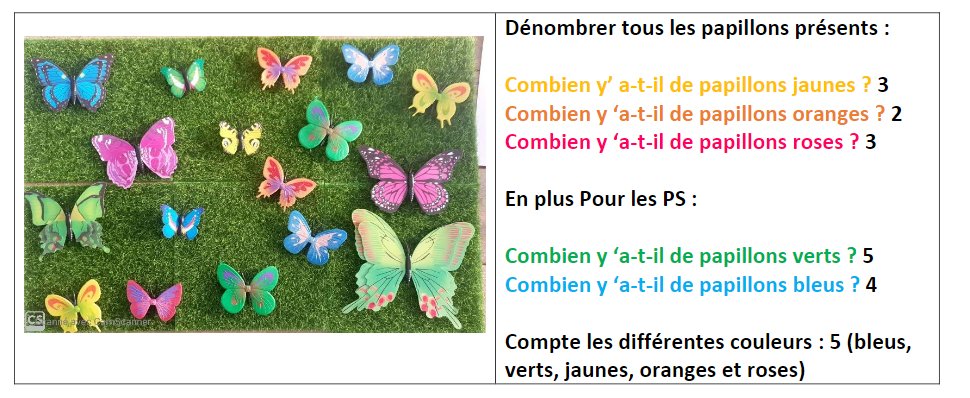 Dénombrer tous les papillons présents :
Combien y’ a-t-il de papillons jaunes ? 3
Combien y ‘a-t-il de papillons oranges ? 2
Combien y ‘a-t-il de papillons roses ? 3
En plus Pour les PS :
Combien y ‘a-t-il de papillons verts ? 5
Combien y ‘a-t-il de papillons bleus ? 4
Compte les différentes couleurs : 5 (bleus,
verts, jaunes, oranges et roses)
CS